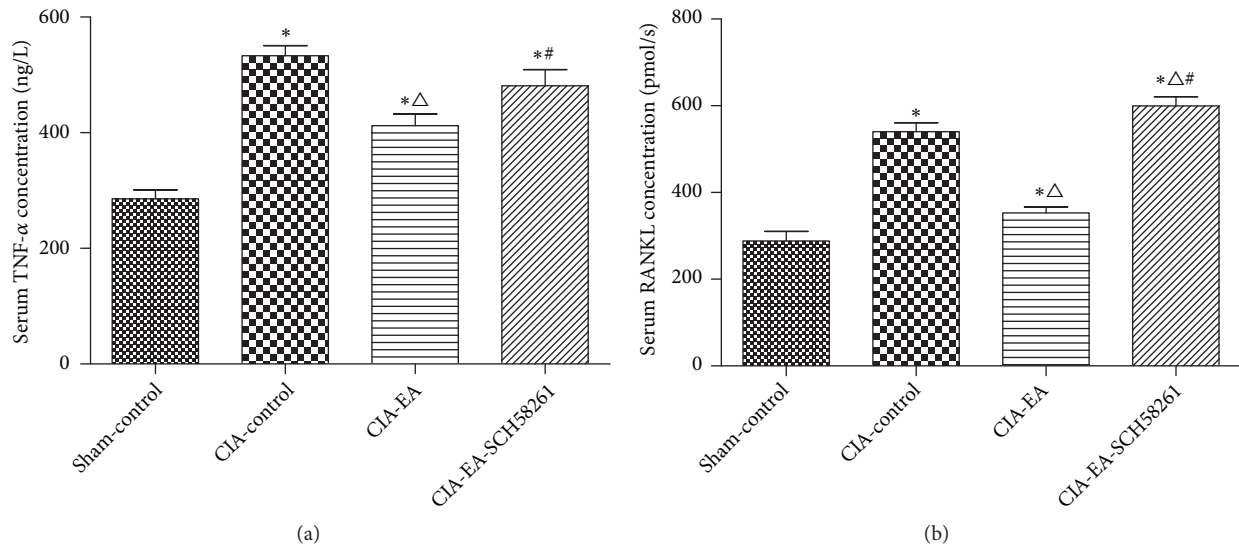 600
400
200
0
Serum TNF-α concentration (ng/L)
*
*△
*#
Sham-control
CIA-control
CIA-EA
CIA-EA-SCH58261
(a)
800
600
400
200
0
Serum RANKL concentration (pmol/s)
*
*△
*△#
Sham-control
CIA-control
CIA-EA
CIA-EA-SCH58261
(b)